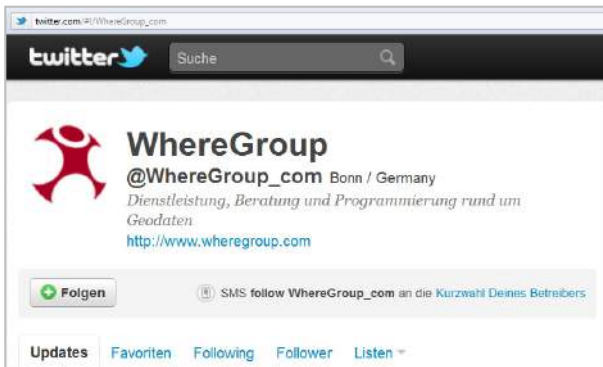 twitter.com/#!/WhereGroup_com
twitter
Suche
WhereGroup
@WhereGroup_com Bonn / Germany
Dienstleistung, Beratung und Programmierung rund um
Geodaten
http://www.wheregroup.com
Folgen
SMS follow WhereGroup_com an die Kurzwahl Deines Betreibers
Updates Favoriten Following Follower Listen